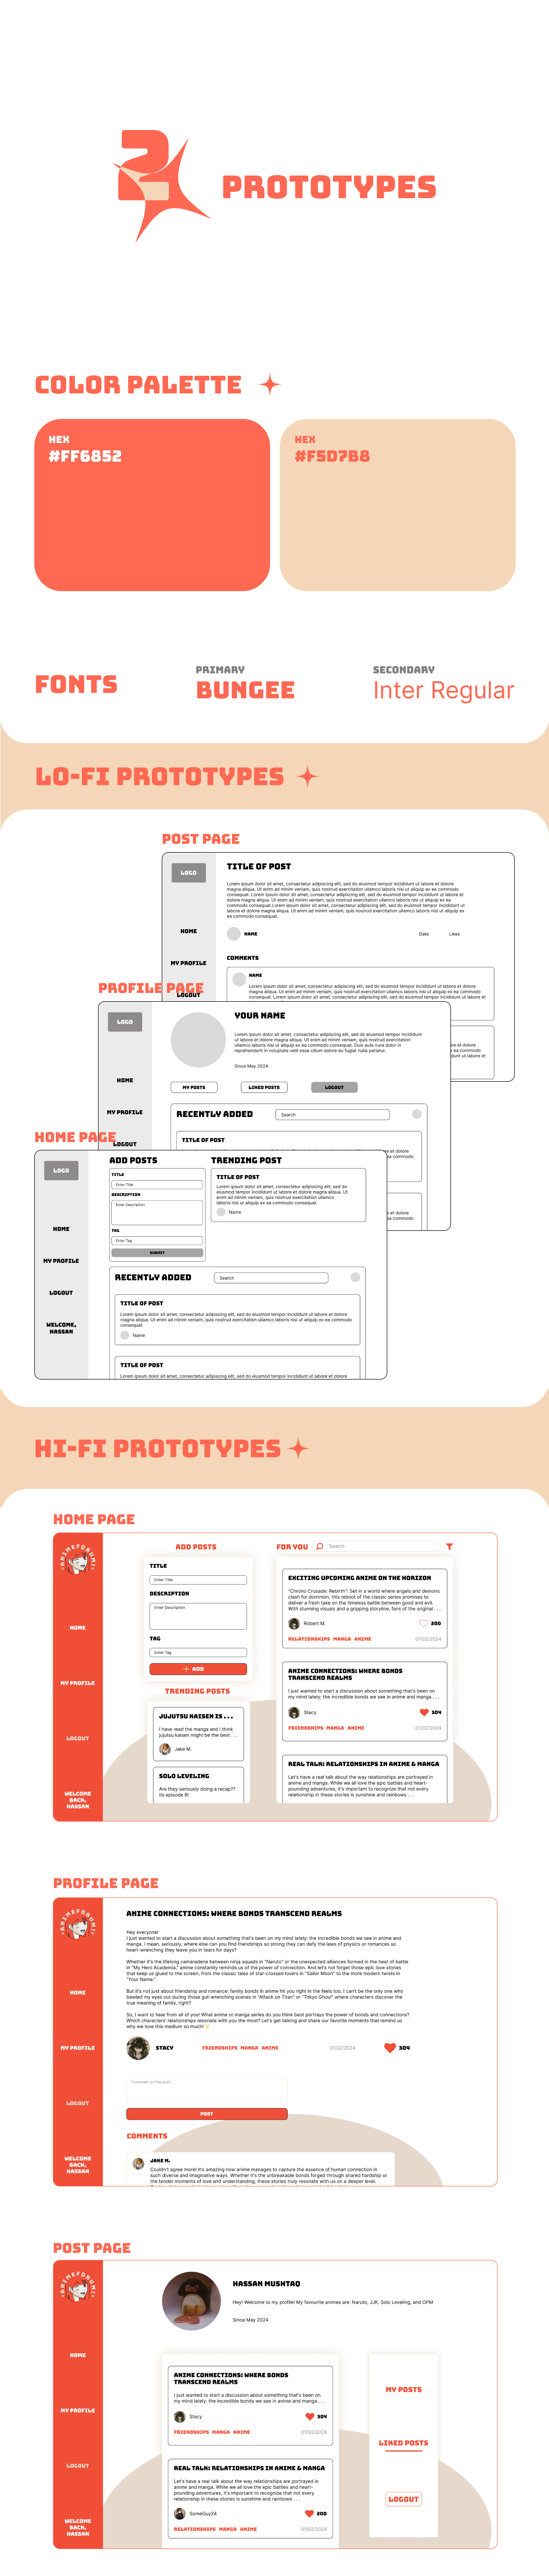 2
PROTOTYPES
COLOR PALETTE
HEX
#FF6852
HEX
#F5D7B8
FONTS
PRIMARY
BUNGEE
SECONDARY
Inter Regular
LO-FI PROTOTYPES
POST PAGE
LOGO
HOME
MY PROFILE
LOGOUT
TITLE OF POST
Lorem ipsum dolor sit amet, consectetur adipiscing elit, sed do eiusmod tempor incididunt ut labore et dolore
magna aliqua. Ut enim ad minim veniam, quis nostrud exercitation ullamco laboris nisi ut aliquip ex ea commodo
consequat.Lorem ipsum dolor sit amet, consectetur adipiscing elit, sed do eiusmod tempor incididunt ut
labore et dolore magna aliqua. Ut enim ad minim veniam, quis nostrud exercitation ullamco laboris nisi ut aliquip ex
ea commodo consequat.
NAME
Date
Likes
COMMENTS
NAME
Lorem ipsum dolor sit amet, consectetur adipiscing elit, sed do eiusmod tempor incididunt ut labore et dolore
magna aliqua. Ut enim ad minim veniam, quis nostrud exercitation ullamco laboris nisi ut aliquip ex ea commodo
consequat. Lorem ipsum dolor sit amet, consectetur adipiscing elit, sed do eiusmod tempor incididunt ut labore et
re et dolore
ea commodo
dunt ut labore et
PROFILE PAGE
LOGO
HOME
MY PROFILE
LOGOUT
YOUR NAME
Lorem ipsum dolor sit amet, consectetur adipiscing elit, sed do eiusmod tempor incididunt
ut labore et dolore magna aliqua. Ut enim ad minim veniam, quis nostrud exercitation
ullamco laboris nisi ut aliquip ex ea commodo consequat. Duis aute irure dolor in
reprehenderit in voluptate velit esse cillum dolore eu fugiat nulla pariatur.
Since May 2024
MY POSTS
LIKED POSTS
LOGOUT
RECENTLY ADDED
Search
TITLE OF POST
et dolore
ea commodo
et dolore
ea commodo
HOME PAGE
LOGO
HOME
MY PROFILE
LOGOUT
WELCOME,
HASSAN
ADD POSTS
TITLE
Enter Title
DESCRIPTION
Enter Description
TAG
Enter Tag
SUBMIT
TRENDING POST
TITLE OF POST
Lorem ipsum dolor sit amet, consectetur adipiscing elit, sed do
eiusmod tempor incididunt ut labore et dolore magna aliqua. Ut
enim ad minim veniam, quis nostrud exercitation ullamco laboris
nisi ut aliquip ex ea commodo consequat.
Name
RECENTLY ADDED
Search
TITLE OF POST
Lorem ipsum dolor sit amet, consectetur adipiscing elit, sed do eiusmod tempor incididunt ut labore et dolore
magna aliqua. Ut enim ad minim veniam, quis nostrud exercitation ullamco laboris nisi ut aliquip ex ea commodo
consequat.
Name
TITLE OF POST
Lorem ipsum dolor sit amet, consectetur adipiscing elit, sed do eiusmod tempor incididunt ut labore et dolore
HI-FI PROTOTYPES
HOME PAGE
ANIMEFORUM
HOME
MY PROFILE
LOGOUT
WELCOME
BACK,
HASSAN
ADD POSTS
TITLE
Enter Title
DESCRIPTION
Enter Description
TAG
Enter Tag
ADD
TRENDING POSTS
JUJUTSU KAISEN IS . . .
I have read the manga and I think
jujutsu kaisen might be the best . . .
Jake M.
SOLO LEVELING
Are they seriously doing a recap??
Its episode 8!
FOR YOU
Search
EXCITING UPCOMING ANIME ON THE HORIZON
"Chrono Crusade: Rebirth": Set in a world where angels and demons
clash for dominion, this reboot of the classic series promises to
deliver a fresh take on the timeless battle between good and evil.
With stunning visuals and a gripping storyline, fans of the original . . .
Robert M.
200
RELATIONSHIPS MANGA ANIME
01/02/2024
ANIME CONNECTIONS: WHERE BONDS
TRANSCEND REALMS
I just wanted to start a discussion about something that's been on
my mind lately: the incredible bonds we see in anime and manga . . .
Stacy
304
FRIENDSHIPS MANGA ANIME
01/02/2024
REAL TALK: RELATIONSHIPS IN ANIME & MANGA
Let's have a real talk about the way relationships are portrayed in
anime and manga. While we all love the epic battles and heart-
pounding adventures, it's important to recognize that not every
relationship in these stories is sunshine and rainbows . . .
PROFILE PAGE
ANIMEFORUM
HOME
MY PROFILE
LOGOUT
WELCOME
BACK,
HASSAN
ANIME CONNECTIONS: WHERE BONDS TRANSCEND REALMS
Hey everyone!
I just wanted to start a discussion about something that's been on my mind lately: the incredible bonds we see in anime and
manga. I mean, seriously, where else can you find friendships so strong they can defy the laws of physics or romances so
heart-wrenching they leave you in tears for days?
Whether it's the lifelong camaraderie between ninja squads in "Naruto" or the unexpected alliances formed in the heat of battle
in "My Hero Academia," anime constantly reminds us of the power of connection. And let's not forget those epic love stories
that keep us glued to the screen, from the classic tales of star-crossed lovers in "Sailor Moon" to the more modern twists in
"Your Name."
But it's not just about friendship and romance; family bonds in anime hit you right in the feels too. I can't be the only one who
bawled my eyes out during those gut-wrenching scenes in "Attack on Titan" or "Tokyo Ghoul" where characters discover the
true meaning of family, right?
So, I want to hear from all of you! What anime or manga series do you think best portrays the power of bonds and connections?
Which characters' relationships resonate with you the most? Let's get talking and share our favorite moments that remind us
why we love this medium so much!
STACY
FRIENDSHIPS MANGA ANIME
01/02/2024
304
Comment on the post...
POST
COMMENTS
JAKE M.
Couldn't agree more! It's amazing how anime manages to capture the essence of human connection in
such diverse and imaginative ways. Whether it's the unbreakable bonds forged through shared hardship or
the tender moments of love and understanding, these stories truly resonate with us on a deeper level.
POST PAGE
ANIMEFORUM
HOME
MY PROFILE
LOGOUT
WELCOME
BACK,
HASSAN
HASSAN MUSHTAQ
Hey! Welcome to my profile! My favourite animes are: Naruto, JJK, Solo Leveling, and OPM
Since May 2024
ANIME CONNECTIONS: WHERE BONDS
TRANSCEND REALMS
I just wanted to start a discussion about something that's been on
my mind lately: the incredible bonds we see in anime and manga . . .
Stacy
304
FRIENDSHIPS MANGA ANIME
01/02/2024
REAL TALK: RELATIONSHIPS IN ANIME & MANGA
Let's have a real talk about the way relationships are portrayed in
anime and manga. While we all love the epic battles and heart-
pounding adventures, it's important to recognize that not every
relationship in these stories is sunshine and rainbows . . .
SomeGuy24
200
RELATIONSHIPS MANGA ANIME
01/02/2024
MY POSTS
LIKED POSTS
LOGOUT